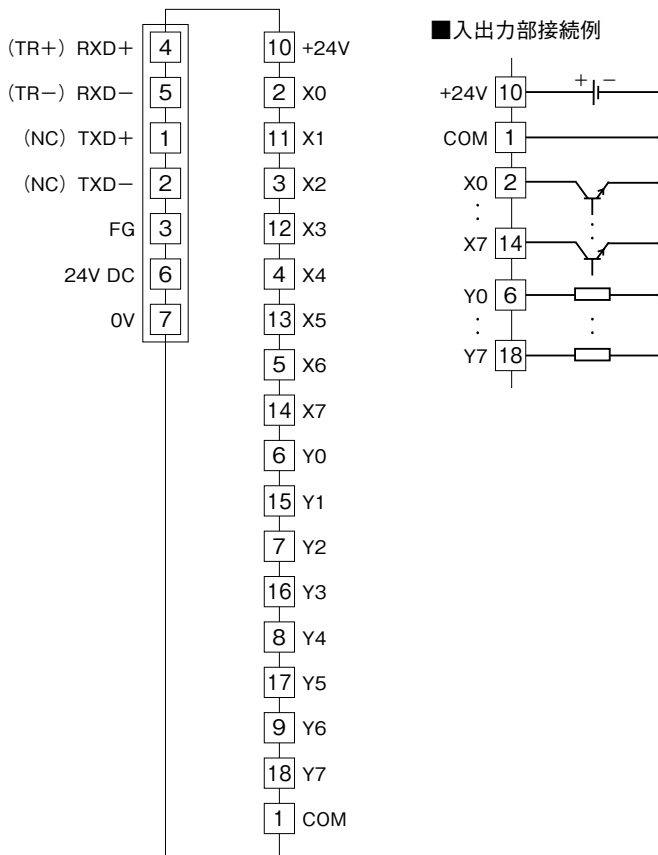 (TR+) RXD+ 4
(TR−) RXD− 5
(NC) TXD+ 1
(NC) TXD− 2
FG 3
24V DC 6
0V 7
10 +24V
2 X0
11 X1
3 X2
12 X3
4 X4
13 X5
5 X6
14 X7
6 Y0
15 Y1
7 Y2
16 Y3
8 Y4
17 Y5
9 Y6
18 Y7
1 COM
■入出力部接続例
+24V 10 + −
COM 1
X0 2
:
X7 14
Y0 6
:
Y7 18